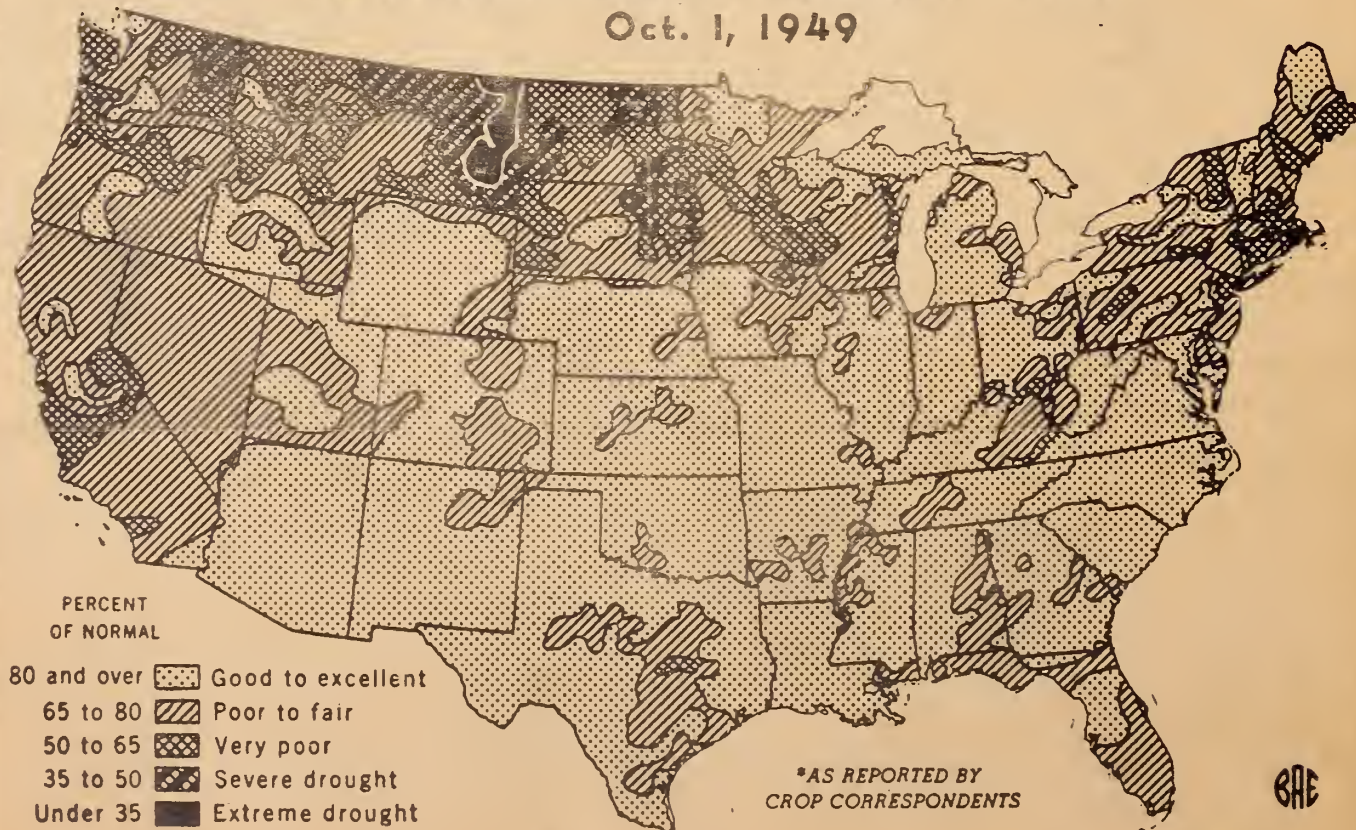 Oct. 1, 1949
PERCENT
OF NORMAL
80 and over Good to excellent
65 to 80 Poor to fair
50 to 65 Very poor
35 to 50 Severe drought
Under 35 Extreme drought
*AS REPORTED BY
CROP CORRESPONDENTS
BAE